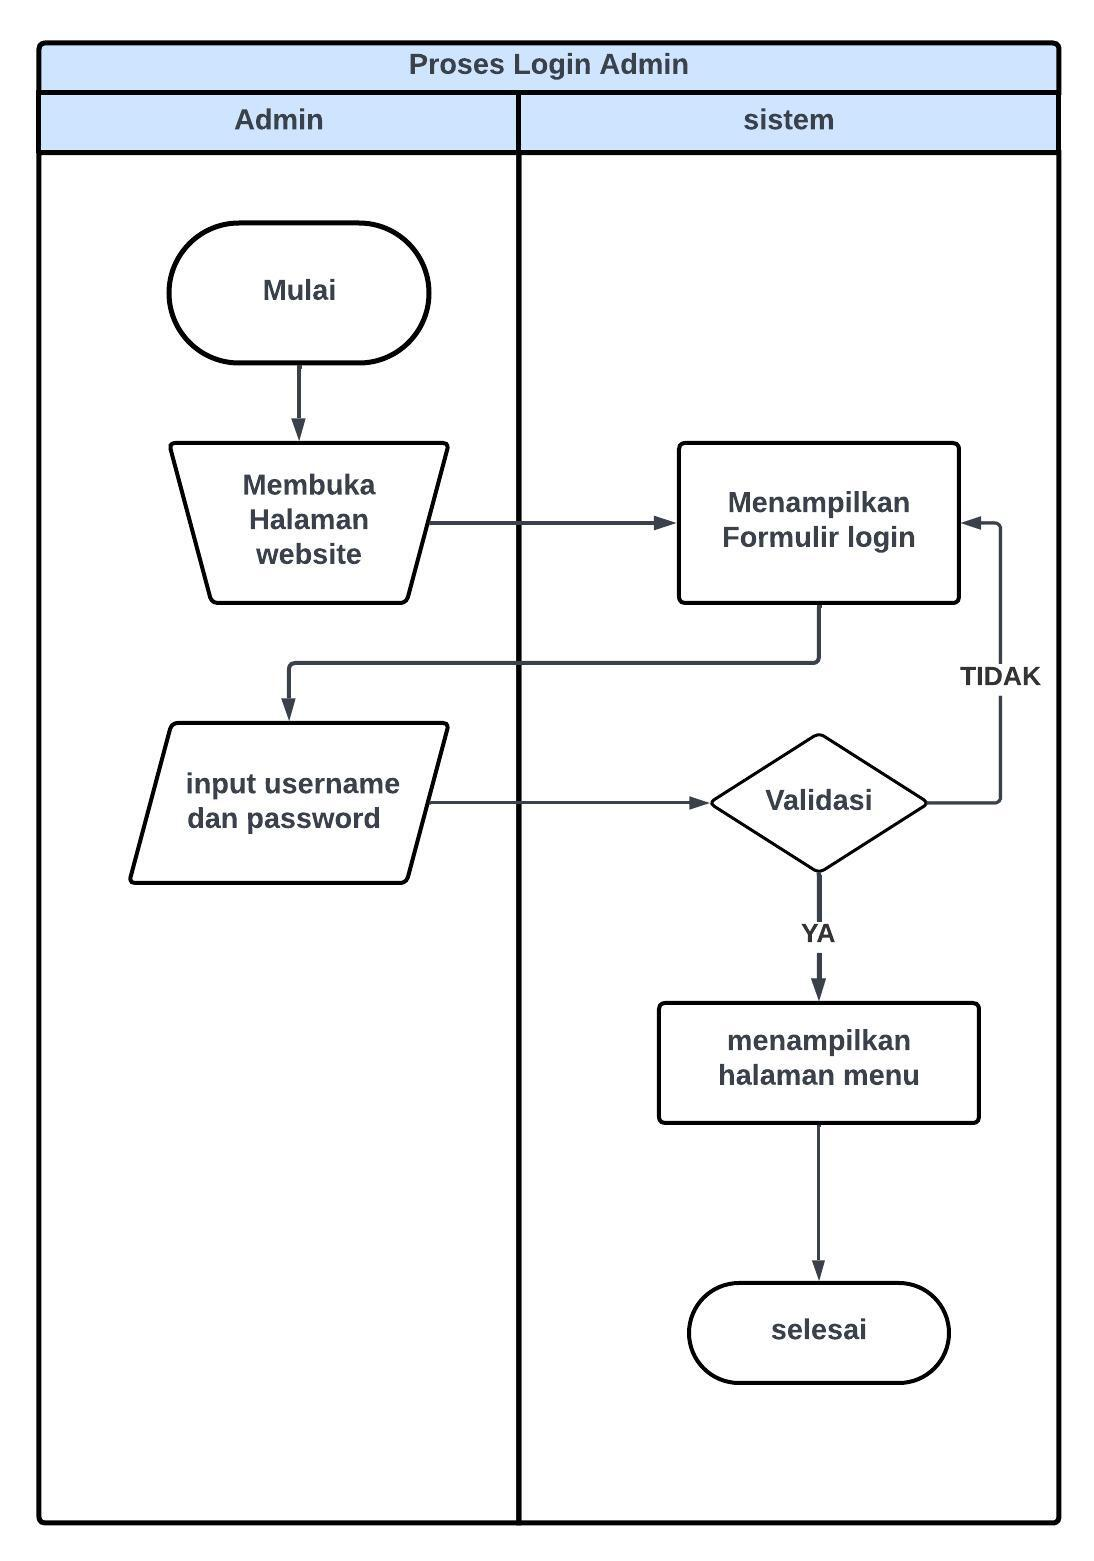 Proses Login Admin
Admin
sistem
Mulai
Membuka
Halaman
website
Menampilkan
Formulir login
TIDAK
input username
dan password
Validasi
YA
menampilkan
halaman menu
selesai